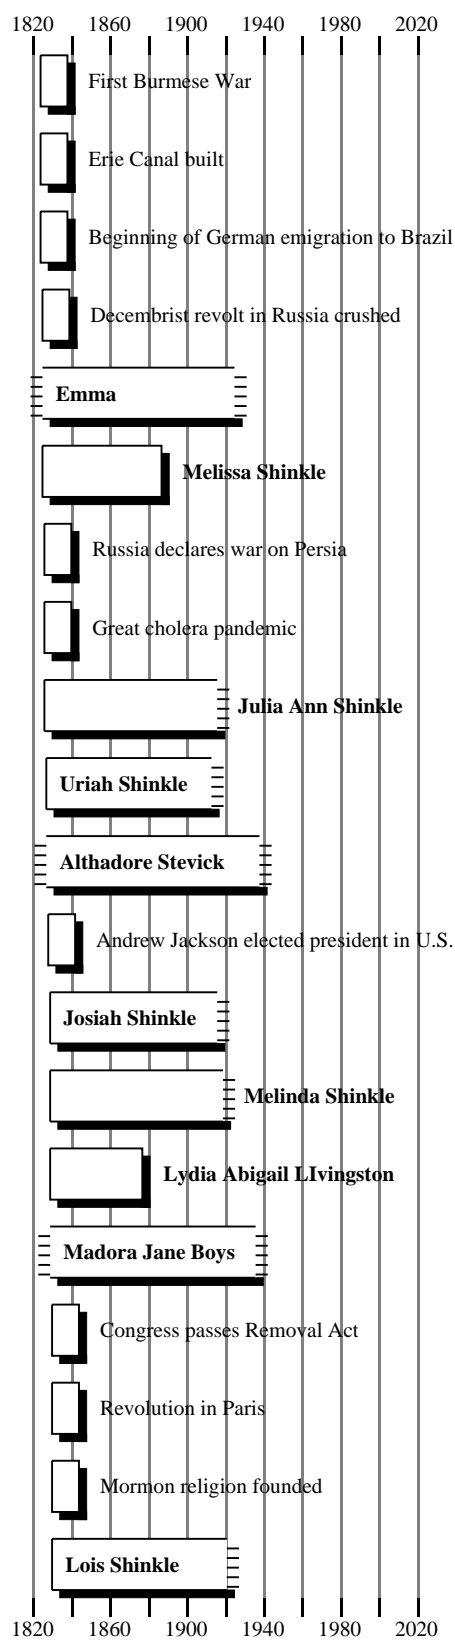 1820 1860 1900 1940 1980 2020
First Burmese War
Erie Canal built
Beginning of German emigration to Brazil
Decembrist revolt in Russia crushed
Emma
Melissa Shinkle
Russia declares war on Persia
Great cholera pandemic
Julia Ann Shinkle
Uriah Shinkle
Althadore Stevick
Andrew Jackson elected president in U.S.
Josiah Shinkle
Melinda Shinkle
Lydia Abigail LIvingston
Madora Jane Boys
Congress passes Removal Act
Revolution in Paris
Mormon religion founded
Lois Shinkle
1820 1860 1900 1940 1980 2020